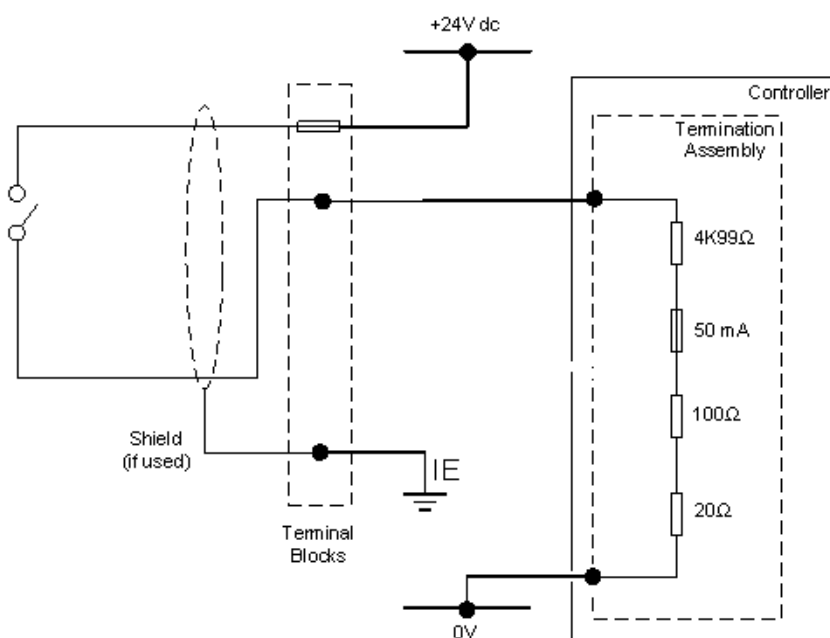 +24V dc
Controller
Termination
Assembly
4K99Ω
50 mA
100Ω
20Ω
Shield
(if used)
IE
Terminal
Blocks
0V